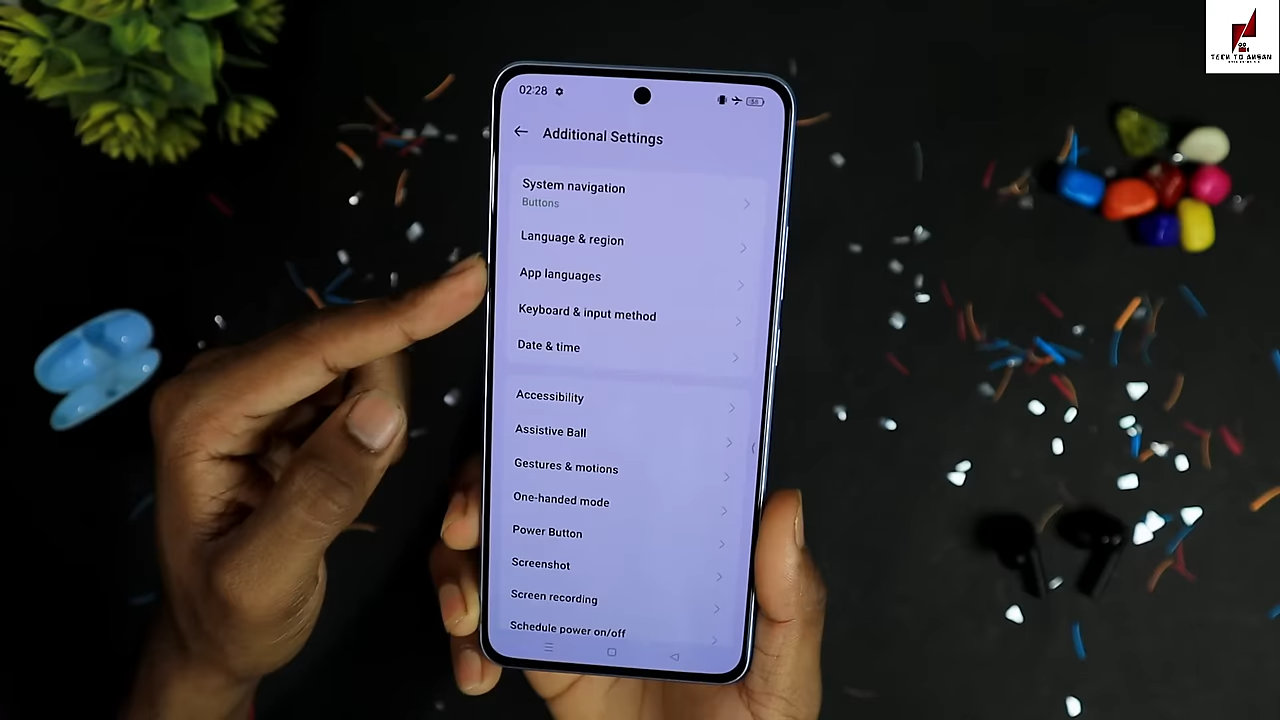 TECH TO AHSAN
02:28
Additional Settings
System navigation
Buttons
Language & region
App languages
Keyboard & input method
Date & time
Accessibility
Assistive Ball
Gestures & motions
One-handed mode
Power Button
Screenshot
Screen recording
Schedule power on/off